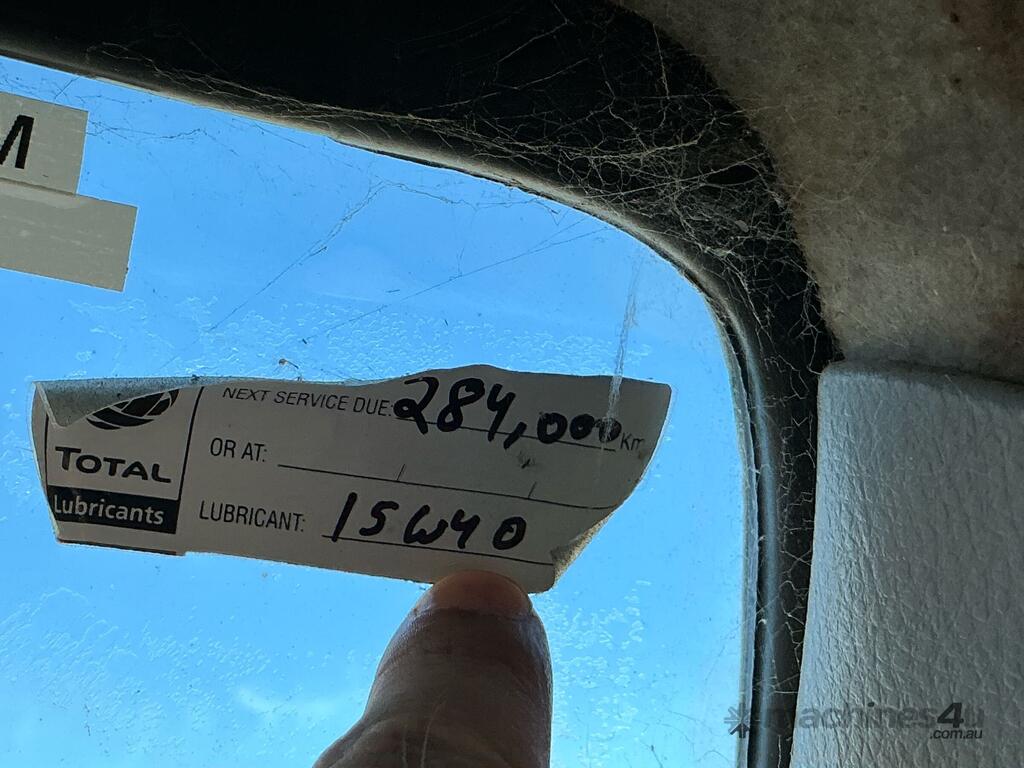 M
NEXT SERVICE DUE: 284,000 Km
OR AT:
TOTAL
LUBRICANT: 15W40
Lubricants
machines4u
.com.au